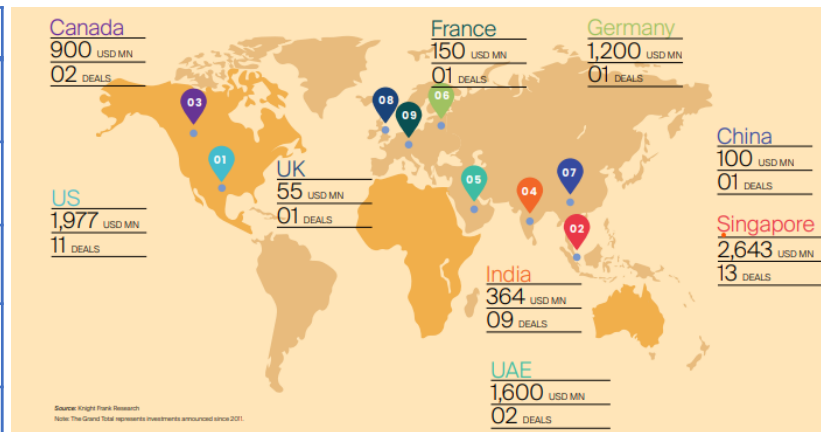 Canada
900 USD MN
02 DEALS
France
150 USD MN
01 DEALS
Germany
1,200 USD MN
01 DEALS
03
08
09
06
01
UK
55 USD MN
01 DEALS
05
04
07
02
China
100 USD MN
01 DEALS
US
1,977 USD MN
11 DEALS
Singapore
2,643 USD MN
13 DEALS
India
364 USD MN
09 DEALS
UAE
1,600 USD MN
02 DEALS
Source: Knight Frank Research
Note: The Grand Total represents investments announced since 2011.